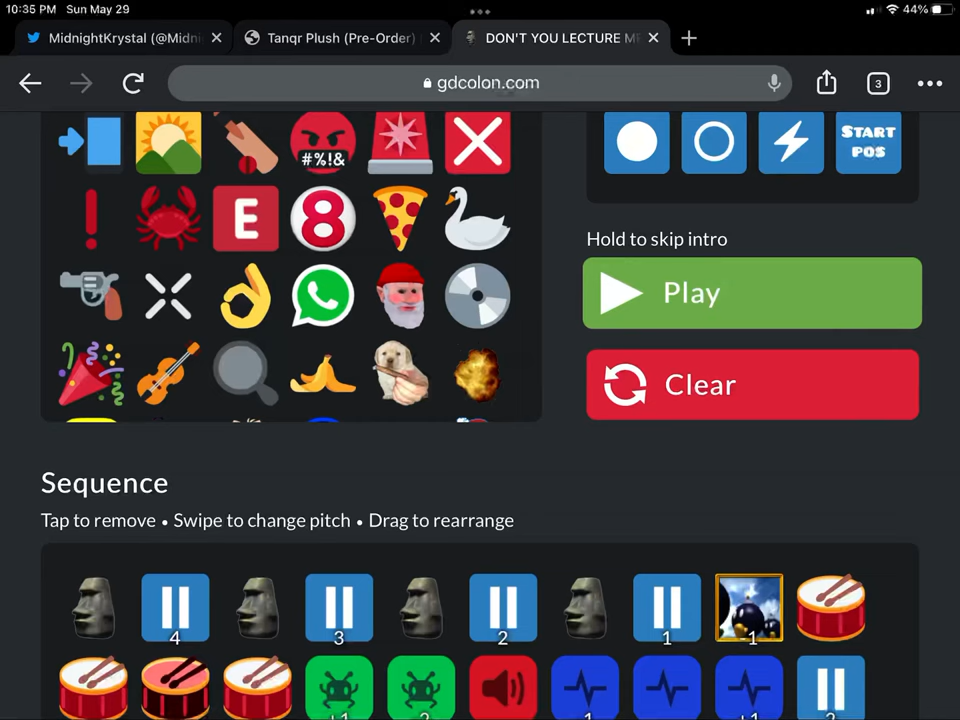 10:35 PM Sun May 29
44%
MidnightKrystal (@Midni
Tanqr Plush (Pre-Order)
DON'T YOU LECTURE M
gdcolon.com
3
#%!&
START
POS
E
8
Hold to skip intro
Play
Clear
Sequence
Tap to remove • Swipe to change pitch • Drag to rearrange
4 3 2 1 -1